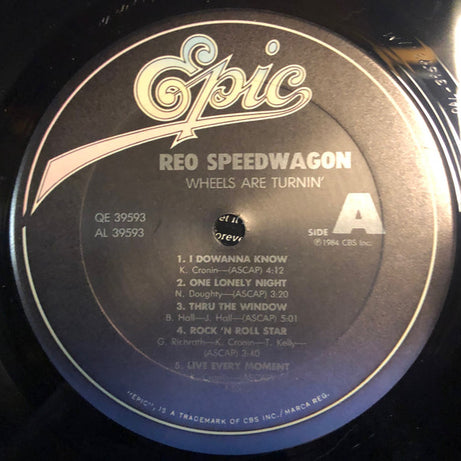 Epic
REO SPEEDWAGON
WHEELS ARE TURNIN'
QE 39593
AL 39593
SIDE A
℗1984 CBS Inc.
1. I DOWANNA KNOW
K. Cronin—(ASCAP) 4:12
2. ONE LONELY NIGHT
N. Doughty—(ASCAP) 3:20
3. THRU THE WINDOW
B. Hall—J. Hall—(ASCAP) 5:01
4. ROCK 'N ROLL STAR
G. Richrath—K. Cronin—T. Kelly—
(ASCAP) 3:40
5. LIVE EVERY MOMENT
"EPIC", IS A TRADEMARK OF CBS INC./MARCA REG.